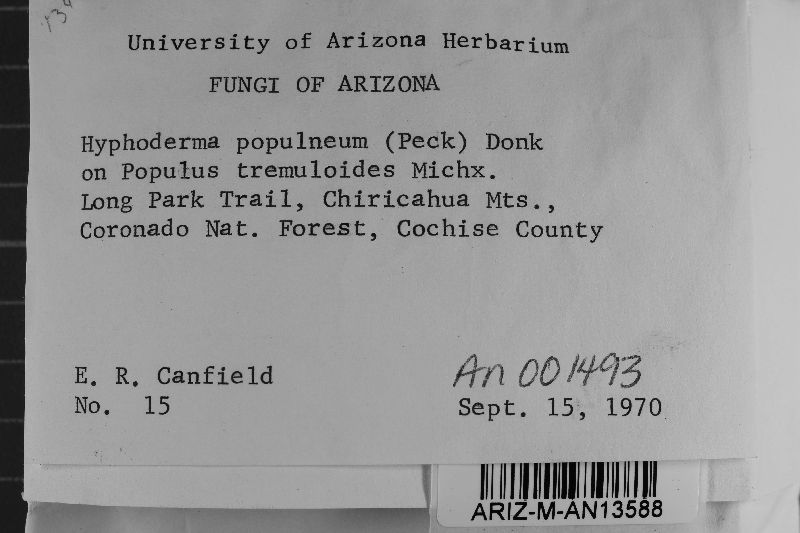 University of Arizona Herbarium
FUNGI OF ARIZONA
Hyphoderma populneum (Peck) Donk
on Populus tremuloides Michx.
Long Park Trail, Chiricahua Mts.,
Coronado Nat. Forest, Cochise County
E. R. Canfield
An 001493
No. 15
Sept. 15, 1970
ARIZ-M-AN13588